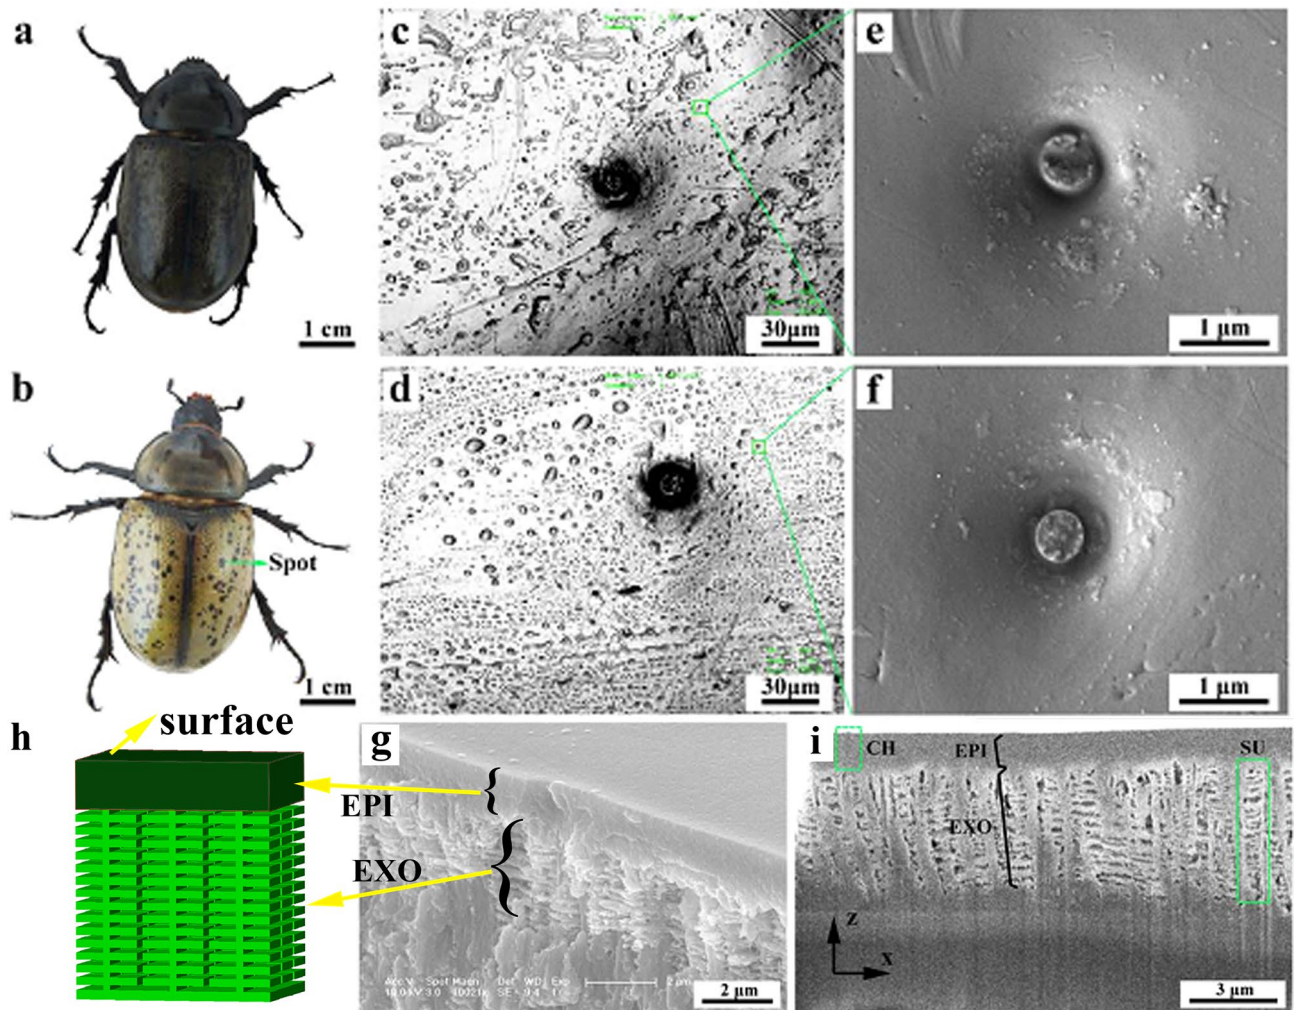 a
1 cm
c
30μm
e
1 μm
b
Spot
1 cm
d
30μm
f
1 μm
h
surface
EPI
EXO
g
2 μm
i
CH
EPI
SU
EXO
Z
X
3 μm